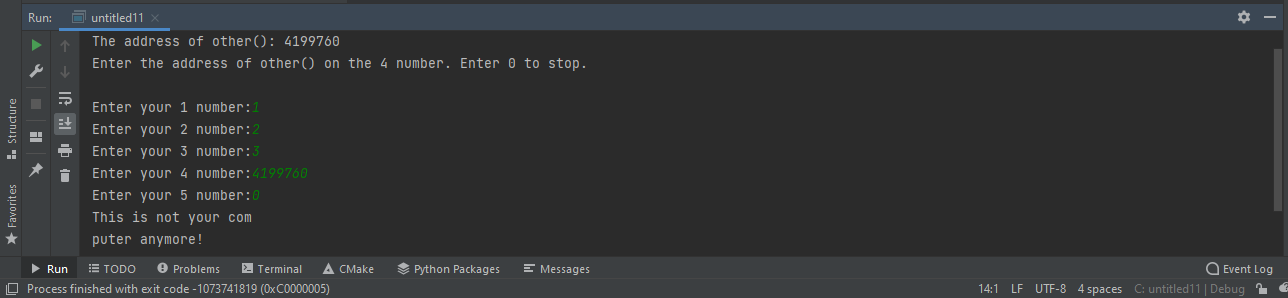 Run: untitled11
The address of other(): 4199760
Enter the address of other() on the 4 number. Enter 0 to stop.
Enter your 1 number:1
Enter your 2 number:2
Enter your 3 number:3
Enter your 4 number:4199760
Enter your 5 number:0
This is not your com
puter anymore!
Structure
Favorites
Run TODO Problems Terminal CMake Python Packages Messages Event Log
Process finished with exit code -1073741819 (0xC0000005) 14:1 LF UTF-8 4 spaces C: untitled11 | Debug